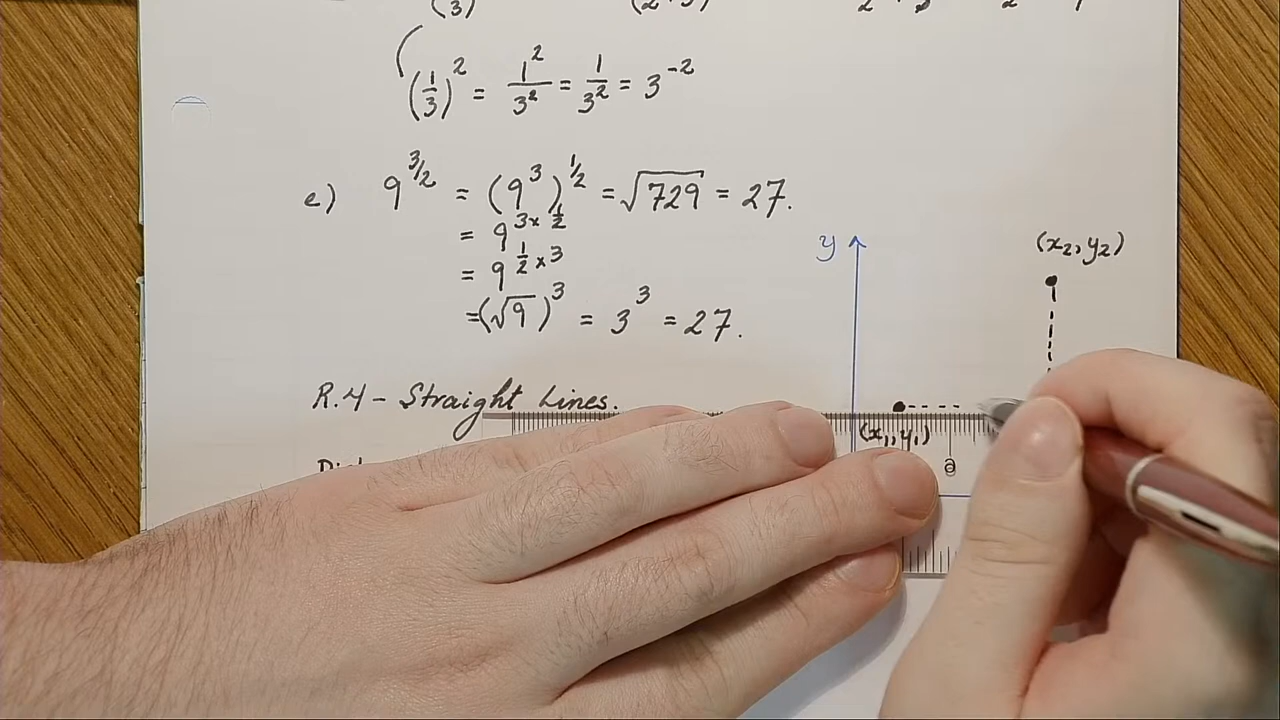 (1/3)² = 1²/3² = 1/3² = 3⁻²
e) 9^(3/2) = (9³)^(1/2) = √729 = 27.
= 9^(3×1/2)
= 9^(1/2×3)
=(√9)³ = 3³ = 27.
y
(x₂,y₂)
R.4 - Straight Lines.
(x₁,y₁)